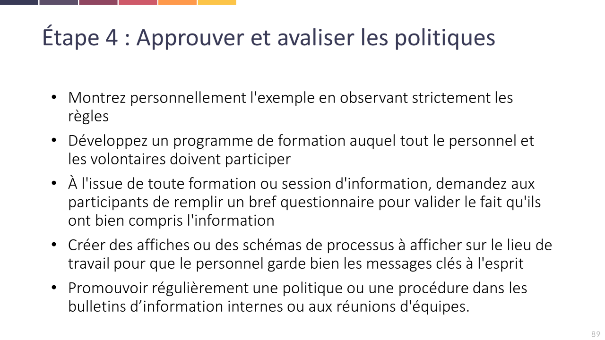 Étape 4 : Approuver et avaliser les politiques
• Montrez personnellement l'exemple en observant strictement les
règles
• Développez un programme de formation auquel tout le personnel et
les volontaires doivent participer
• À l'issue de toute formation ou session d'information, demandez aux
participants de remplir un bref questionnaire pour valider le fait qu'ils
ont bien compris l'information
• Créer des affiches ou des schémas de processus à afficher sur le lieu de
travail pour que le personnel garde bien les messages clés à l'esprit
• Promouvoir régulièrement une politique ou une procédure dans les
bulletins d’information internes ou aux réunions d'équipes.
89